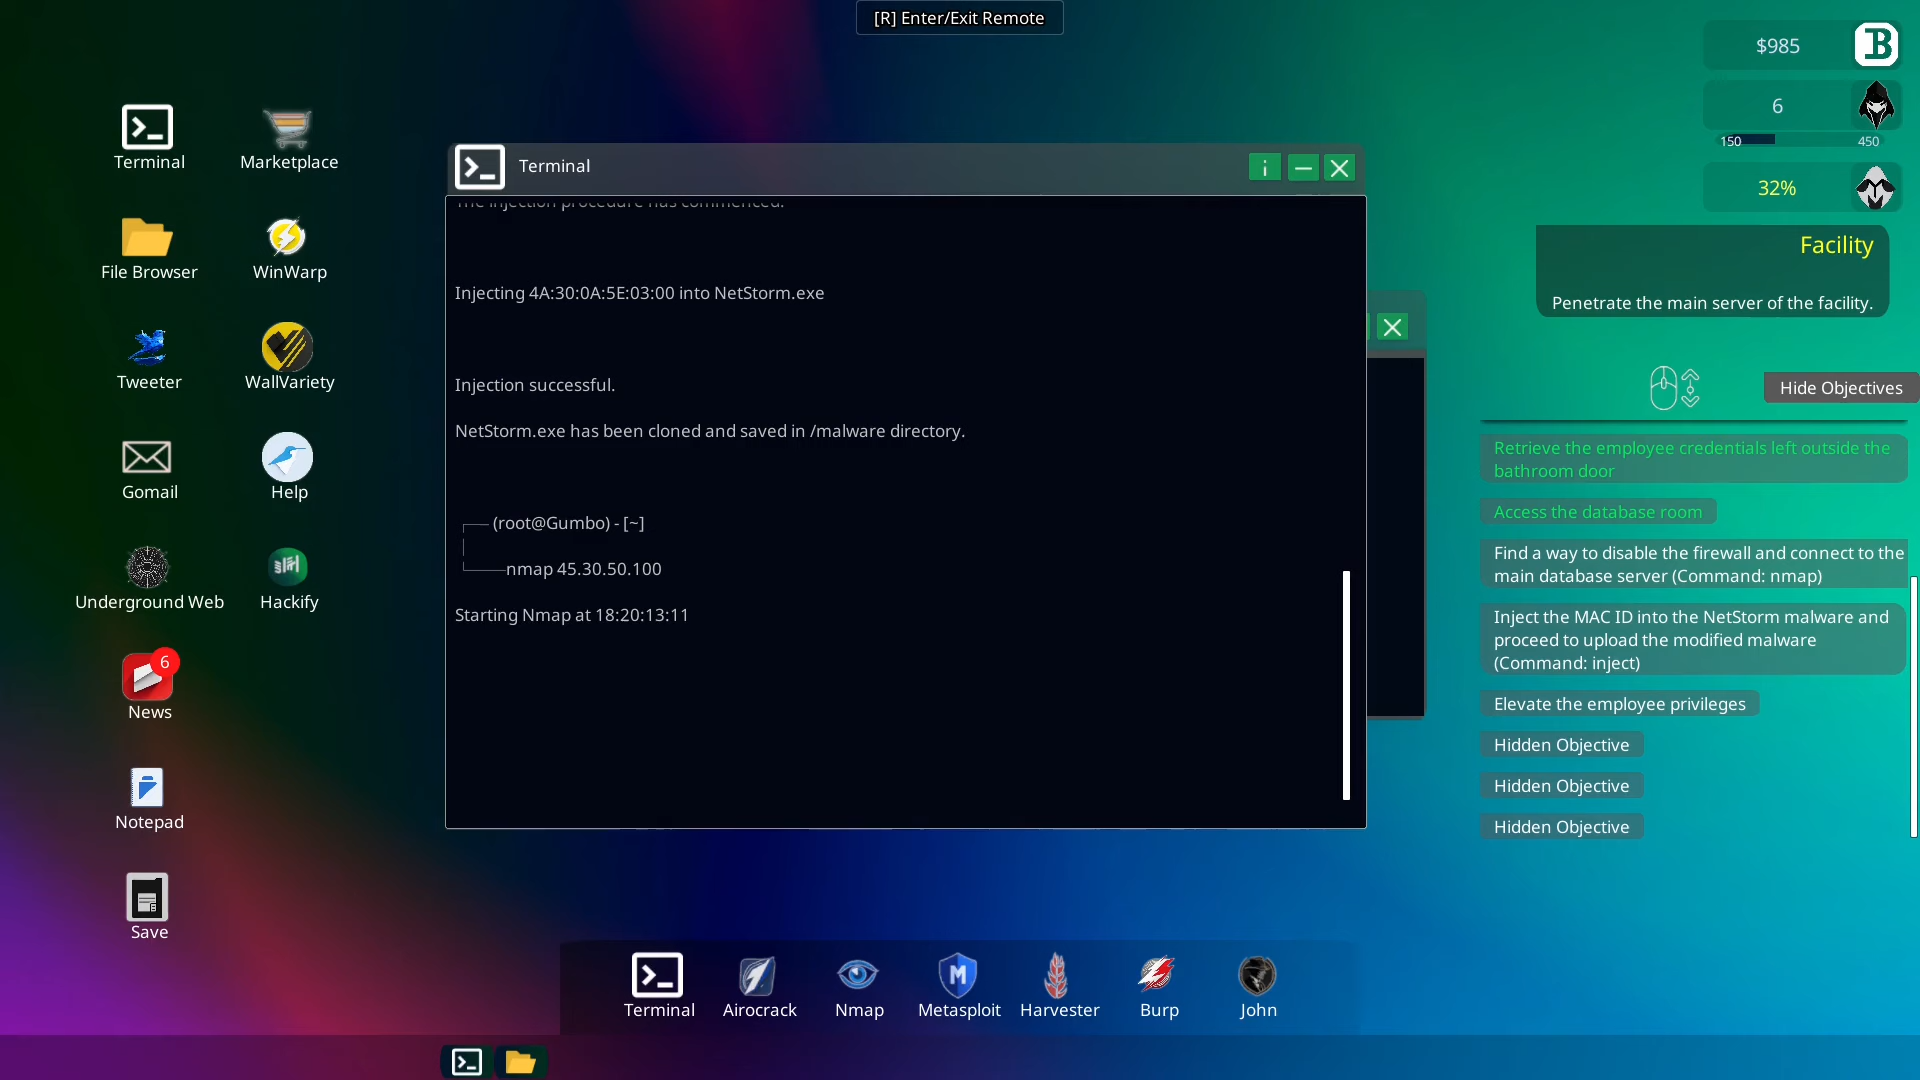 [R] Enter/Exit Remote
$985
6
150
450
32%
Facility
Penetrate the main server of the facility.
Hide Objectives
Retrieve the employee credentials left outside the
bathroom door
Access the database room
Find a way to disable the firewall and connect to the
main database server (Command: nmap)
Inject the MAC ID into the NetStorm malware and
proceed to upload the modified malware
(Command: inject)
Elevate the employee privileges
Hidden Objective
Hidden Objective
Hidden Objective
Terminal
Marketplace
File Browser
WinWarp
Tweeter
WallVariety
Gomail
Help
Underground Web
Hackify
6
News
Notepad
Save
Terminal
The injection procedure has commenced.
Injecting 4A:30:0A:5E:03:00 into NetStorm.exe
Injection successful.
NetStorm.exe has been cloned and saved in /malware directory.
(root@Gumbo) - [~]
nmap 45.30.50.100
Starting Nmap at 18:20:13:11
Terminal
Airocrack
Nmap
Metasploit
Harvester
Burp
John